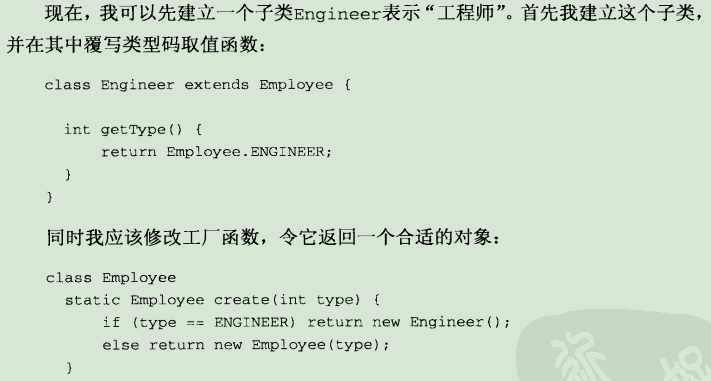 现在，我可以先建立一个子类Engineer表示“工程师”。首先我建立这个子类，
并在其中覆写类型码取值函数：
class Engineer extends Employee {
int getType() {
return Employee.ENGINEER;
}
}
同时我应该修改工厂函数，令它返回一个合适的对象：
class Employee
static Employee create(int type) {
if (type == ENGINEER) return new Engineer();
else return new Employee(type);
}